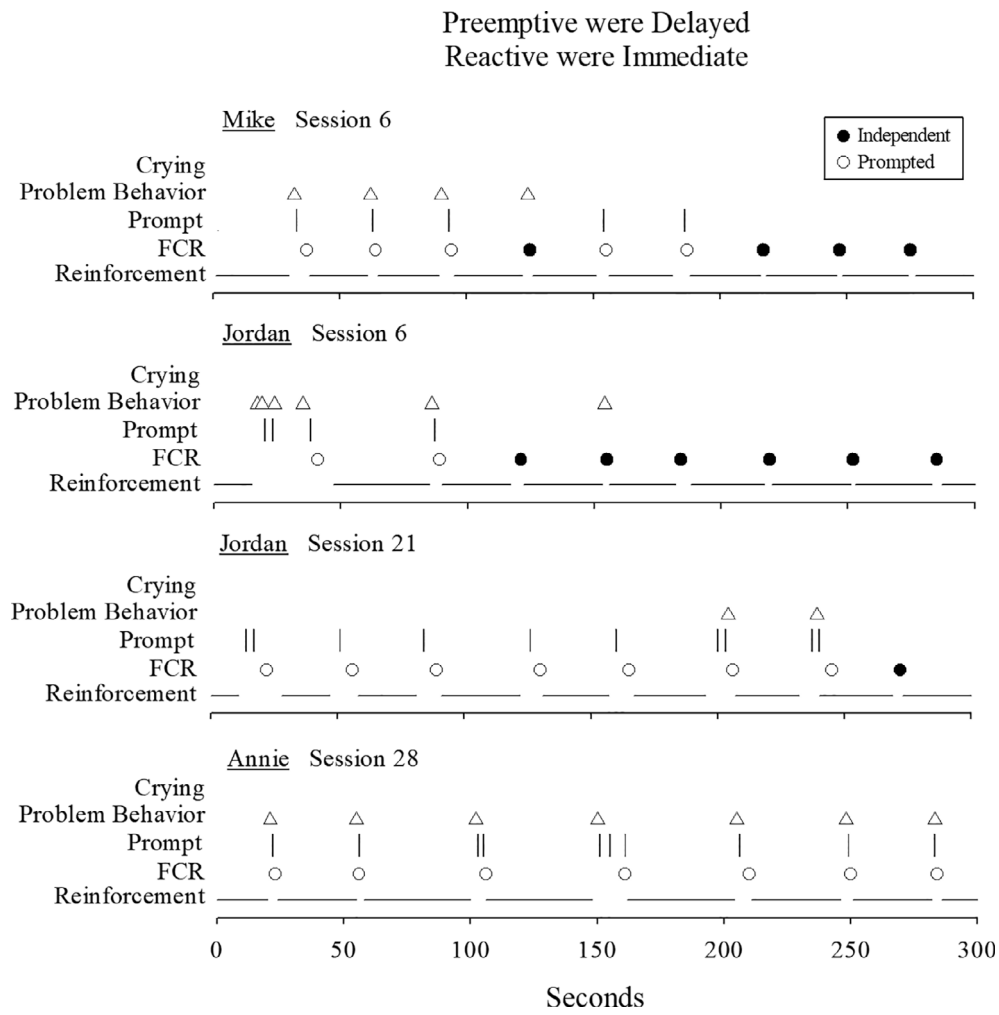 Preemptive were Delayed
Reactive were Immediate
Mike Session 6
Independent
Prompted
Crying
Problem Behavior
Prompt
FCR
Reinforcement
Jordan Session 6
Crying
Problem Behavior
Prompt
FCR
Reinforcement
Jordan Session 21
Crying
Problem Behavior
Prompt
FCR
Reinforcement
Annie Session 28
Crying
Problem Behavior
Prompt
FCR
Reinforcement
0 50 100 150 200 250 300
Seconds